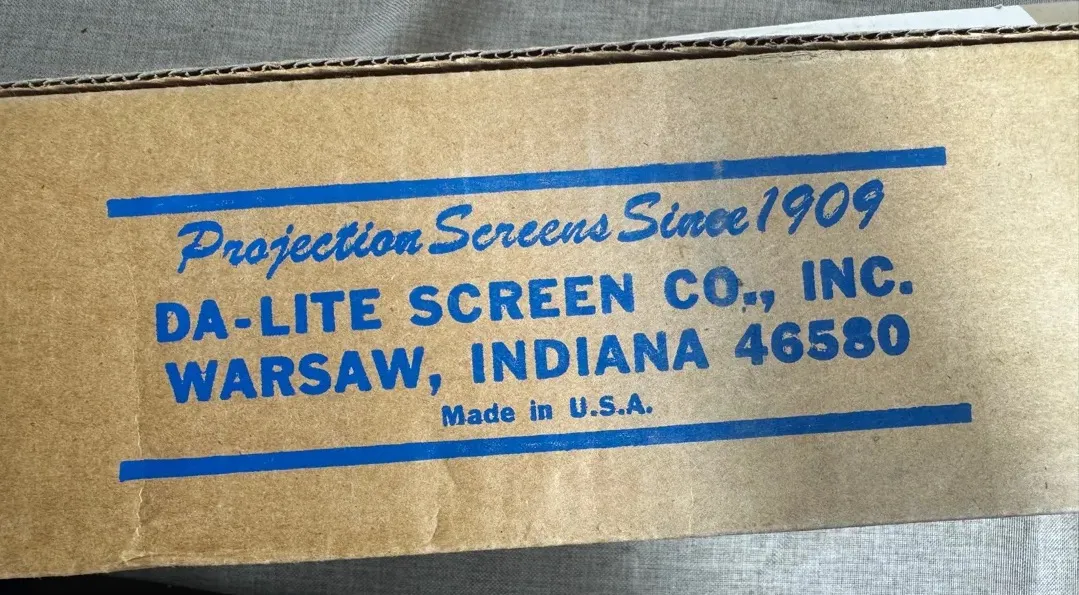 Projection Screens Since 1909
DA-LITE SCREEN CO., INC.
WARSAW, INDIANA 46580
Made in U.S.A.